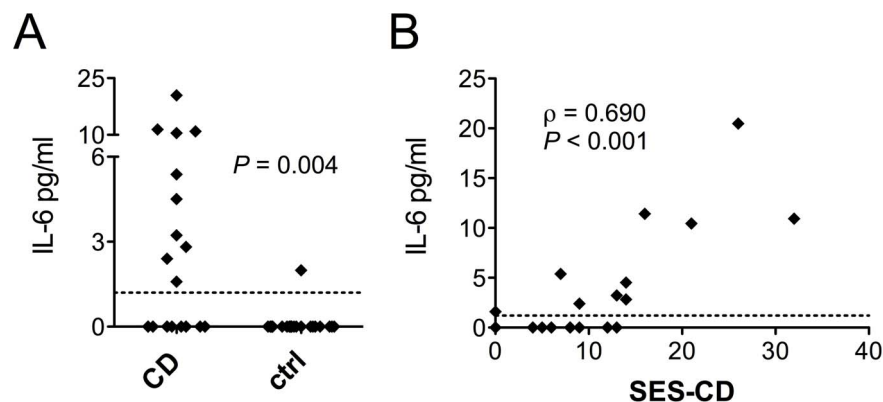 A
IL-6 pg/ml
25
10
6
3
0
P = 0.004
CD
ctrl
B
IL-6 pg/ml
25
20
15
10
5
0
ρ = 0.690
P < 0.001
0 10 20 30 40
SES-CD